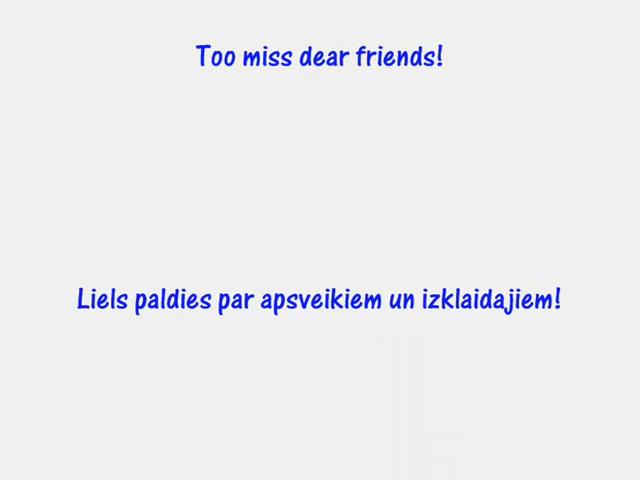 Too miss dear friends!
Liels paldies par apsveikiem un izklaidajiem!